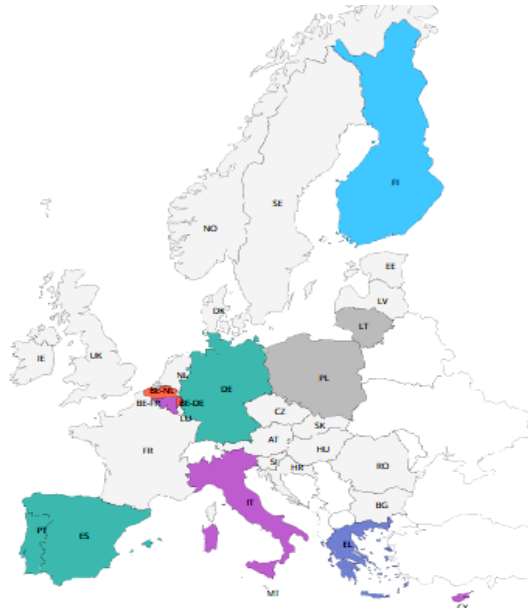 FI
SE
NO
EE
LV
DK
LT
IE
UK
NL
DE
PL
BE-NL
BE-FR
BE-DE
LU
CZ
SK
FR
AT
HU
SI
HR
RO
IT
BG
PT
ES
EL
MT
CY